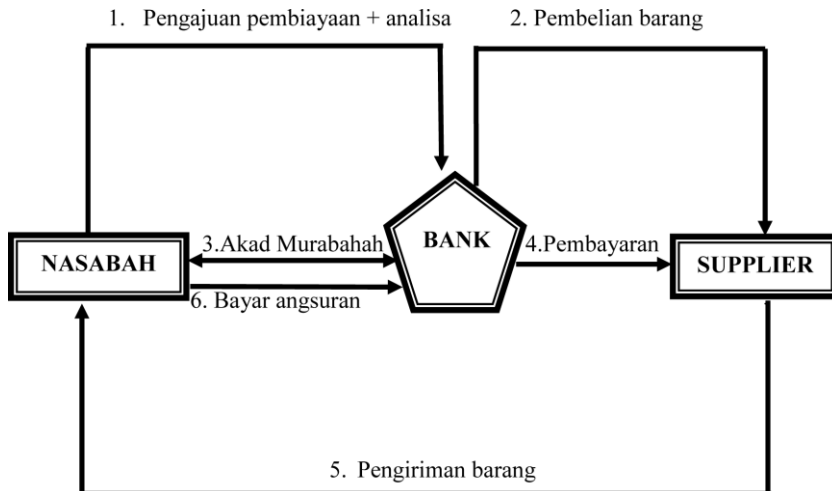 1. Pengajuan pembiayaan + analisa
2. Pembelian barang
3.Akad Murabahah
BANK
4.Pembayaran
NASABAH
SUPPLIER
6. Bayar angsuran
5. Pengiriman barang